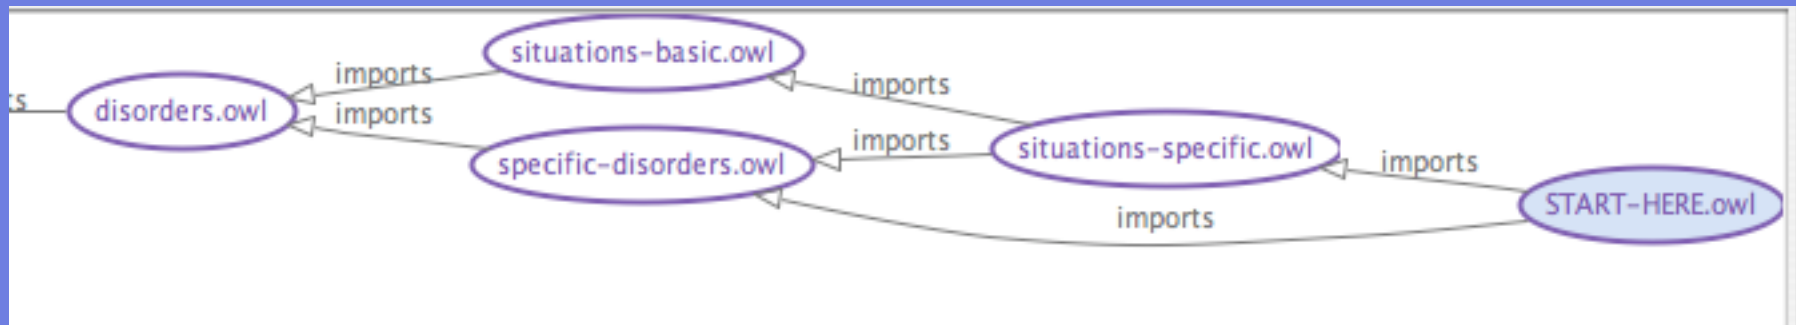 situations-basic.owl
imports
imports
disorders.owl
imports
imports
situations-specific.owl
specific-disorders.owl
imports
START-HERE.owl
imports